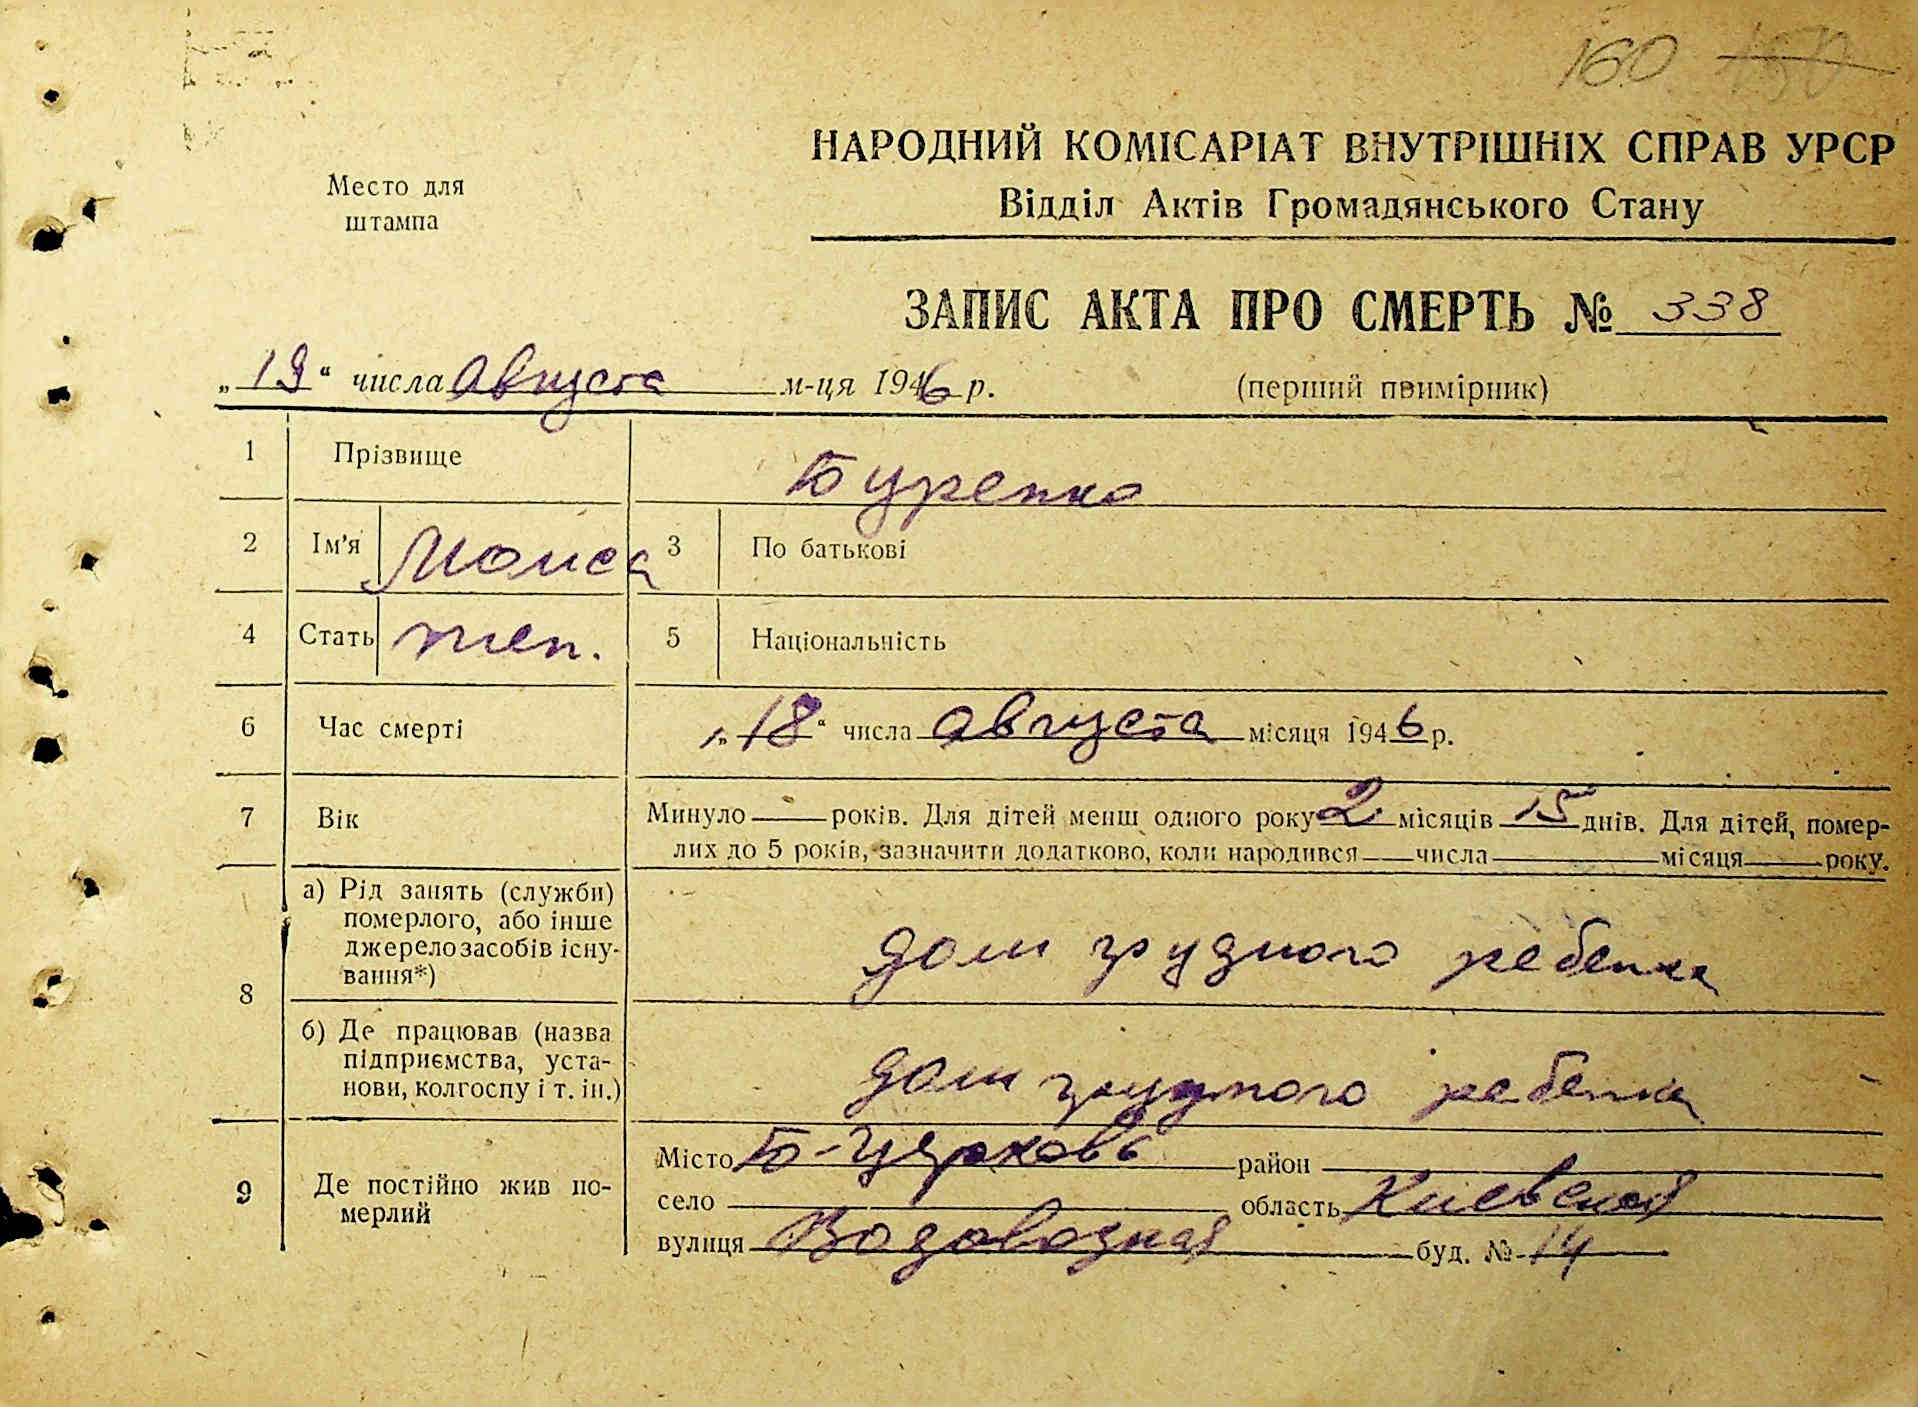 160 150
НАРОДНИЙ КОМІСАРІАТ ВНУТРІШНІХ СПРАВ УРСР
Место для
штампа
Відділ Актів Громадянського Стану
ЗАПИС АКТА ПРО СМЕРТЬ № 338
„19“ числа Августа м-ця 1946 р.
(перший примірник)
1 Прізвище Буренко
2 Ім'я 3 По батькові
4 Стать жен. 5 Національність
6 Час смерті „18“ числа Августа місяця 1946 р.
7 Вік Минуло - років. Для дітей менш одного року 2 місяців 15 днів. Для дітей, помер-
лих до 5 років, зазначити додатково, коли народився числа місяця року.
8 а) Рід занять (служби)
померлого, або інше
джерело засобів існу-
вання*)
дом грудного ребенка
б) Де працював (назва
підприємства, уста-
нови, колгоспу і т. ін.)
дом грудного ребенка
9 Де постійно жив по-
мерлий
Місто Б-Церковь район
село область Киевской
вулиця Водоводная буд. № 14